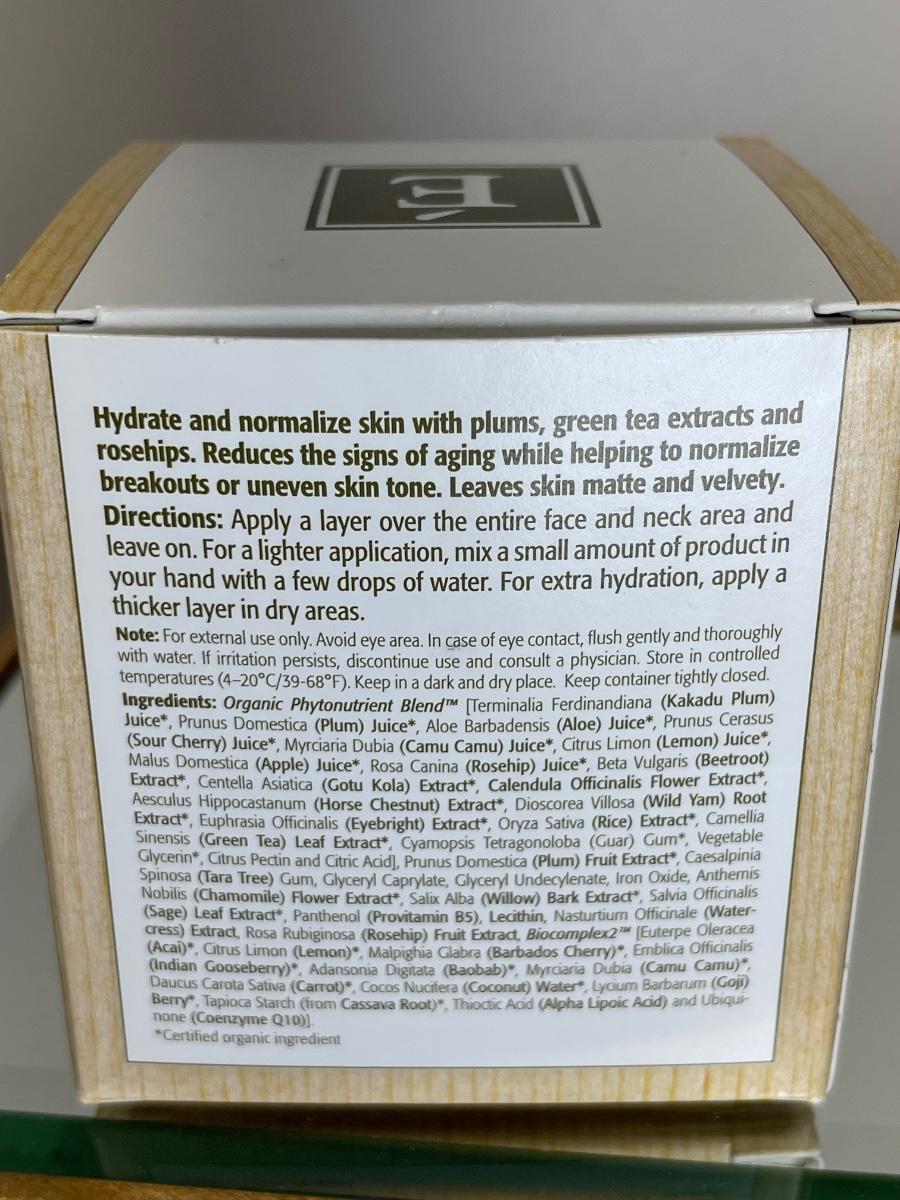 É
Hydrate and normalize skin with plums, green tea extracts and
rosehips. Reduces the signs of aging while helping to normalize
breakouts or uneven skin tone. Leaves skin matte and velvety.
Directions: Apply a layer over the entire face and neck area and
leave on. For a lighter application, mix a small amount of product in
your hand with a few drops of water. For extra hydration, apply a
thicker layer in dry areas.
Note: For external use only. Avoid eye area. In case of eye contact, flush gently and thoroughly
with water. If irritation persists, discontinue use and consult a physician. Store in controlled
temperatures (4–20°C/39-68°F). Keep in a dark and dry place. Keep container tightly closed.
Ingredients: Organic Phytonutrient Blend™ [Terminalia Ferdinandiana (Kakadu Plum)
Juice*, Prunus Domestica (Plum) Juice*, Aloe Barbadensis (Aloe) Juice*, Prunus Cerasus
(Sour Cherry) Juice*, Myrciaria Dubia (Camu Camu) Juice*, Citrus Limon (Lemon) Juice*,
Malus Domestica (Apple) Juice*, Rosa Canina (Rosehip) Juice*, Beta Vulgaris (Beetroot)
Extract*, Centella Asiatica (Gotu Kola) Extract*, Calendula Officinalis Flower Extract*,
Aesculus Hippocastanum (Horse Chestnut) Extract*, Dioscorea Villosa (Wild Yam) Root
Extract*, Euphrasia Officinalis (Eyebright) Extract*, Oryza Sativa (Rice) Extract*, Camellia
Sinensis (Green Tea) Leaf Extract*, Cyamopsis Tetragonoloba (Guar) Gum*, Vegetable
Glycerin*, Citrus Pectin and Citric Acid], Prunus Domestica (Plum) Fruit Extract*, Caesalpinia
Spinosa (Tara Tree) Gum, Glyceryl Caprylate, Glyceryl Undecylenate, Iron Oxide, Anthemis
Nobilis (Chamomile) Flower Extract*, Salix Alba (Willow) Bark Extract*, Salvia Officinalis
(Sage) Leaf Extract*, Panthenol (Provitamin B5), Lecithin, Nasturtium Officinale (Water-
cress) Extract, Rosa Rubiginosa (Rosehip) Fruit Extract, Biocomplex2™ [Euterpe Oleracea
(Acai)*, Citrus Limon (Lemon)*, Malpighia Glabra (Barbados Cherry)*, Emblica Officinalis
(Indian Gooseberry)*, Adansonia Digitata (Baobab)*, Myrciaria Dubia (Camu Camu)*,
Daucus Carota Sativa (Carrot)*, Cocos Nucifera (Coconut) Water*, Lycium Barbarum (Goji)
Berry*, Tapioca Starch (from Cassava Root)*, Thioctic Acid (Alpha Lipoic Acid) and Ubiqui-
none (Coenzyme Q10)].
*Certified organic ingredient